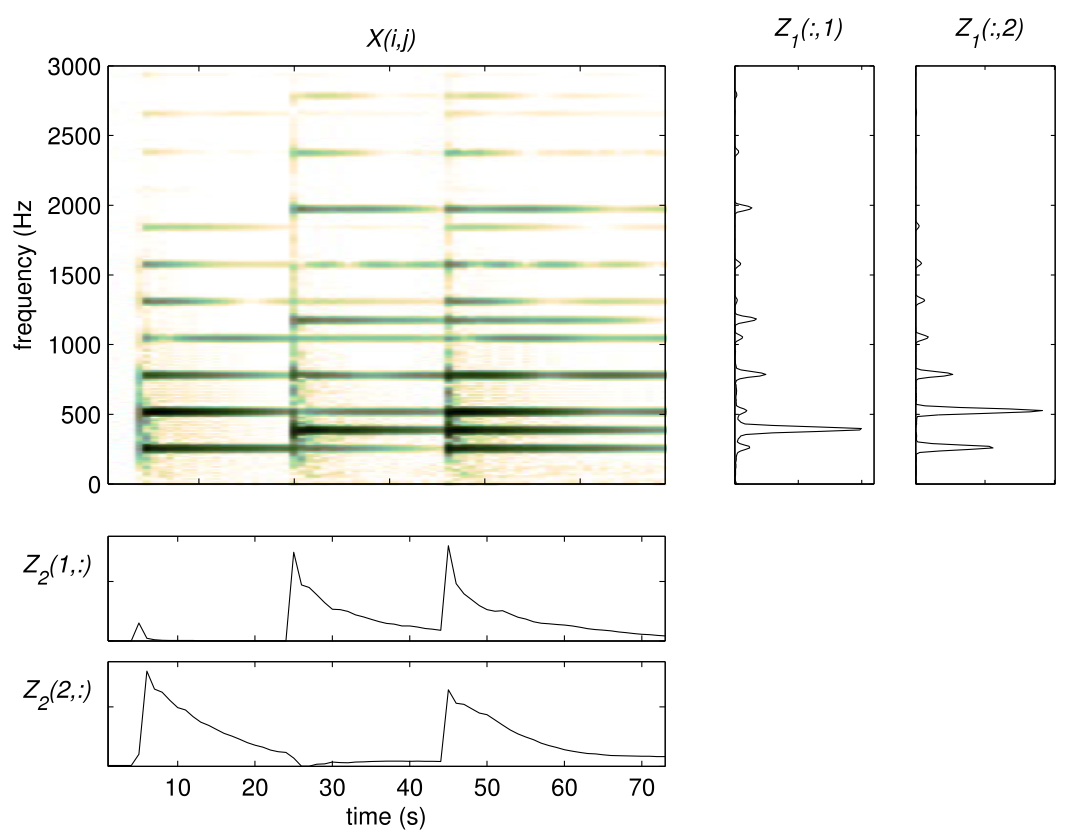 X(i,j)
Z1(:,1)
Z1(:,2)
3000
2500
2000
1500
1000
500
0
frequency (Hz
Z2(1,:)
Z2(2,:)
10 20 30 40 50 60 70
time (s)